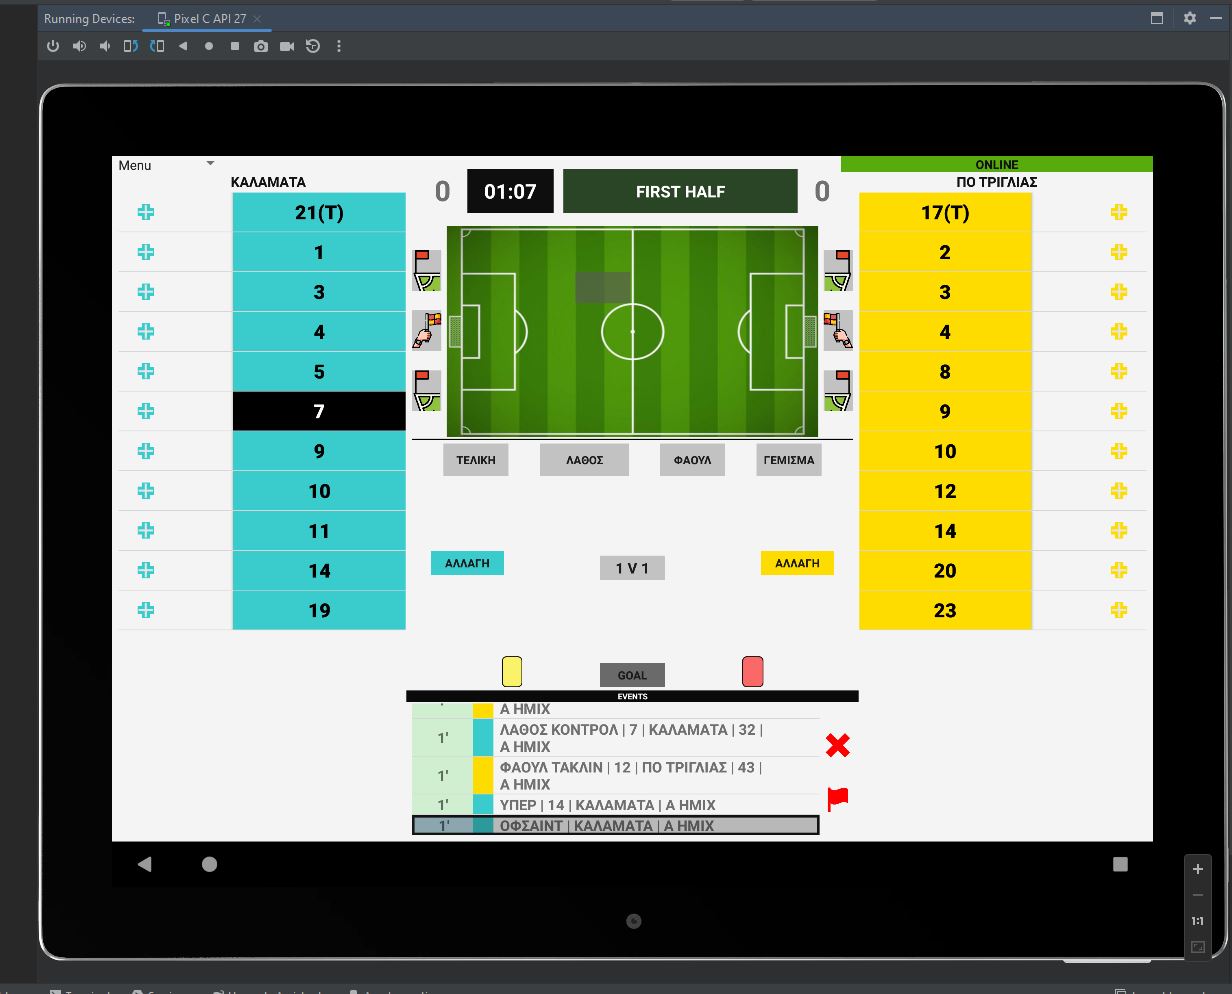 Running Devices: Pixel C API 27
Menu
ONLINE
ΚΑΛΑΜΑΤΑ
ΠΟ ΤΡΙΓΛΙΑΣ
0 01:07 FIRST HALF 0
21(T)
1
3
4
5
7
9
10
11
14
19
17(T)
2
3
4
8
9
10
12
14
20
23
ΤΕΛΙΚΗ ΛΑΘΟΣ ΦΑΟΥΛ ΓΕΜΙΣΜΑ
ΑΛΛΑΓΗ 1 V 1 ΑΛΛΑΓΗ
GOAL
EVENTS
Α ΗΜΙΧ
1' ΛΑΘΟΣ ΚΟΝΤΡΟΛ | 7 | ΚΑΛΑΜΑΤΑ | 32 |
Α ΗΜΙΧ
1' ΦΑΟΥΛ ΤΑΚΛΙΝ | 12 | ΠΟ ΤΡΙΓΛΙΑΣ | 43 |
Α ΗΜΙΧ
1' ΥΠΕΡ | 14 | ΚΑΛΑΜΑΤΑ | Α ΗΜΙΧ
1' ΟΦΣΑΙΝΤ | ΚΑΛΑΜΑΤΑ | Α ΗΜΙΧ
1:1